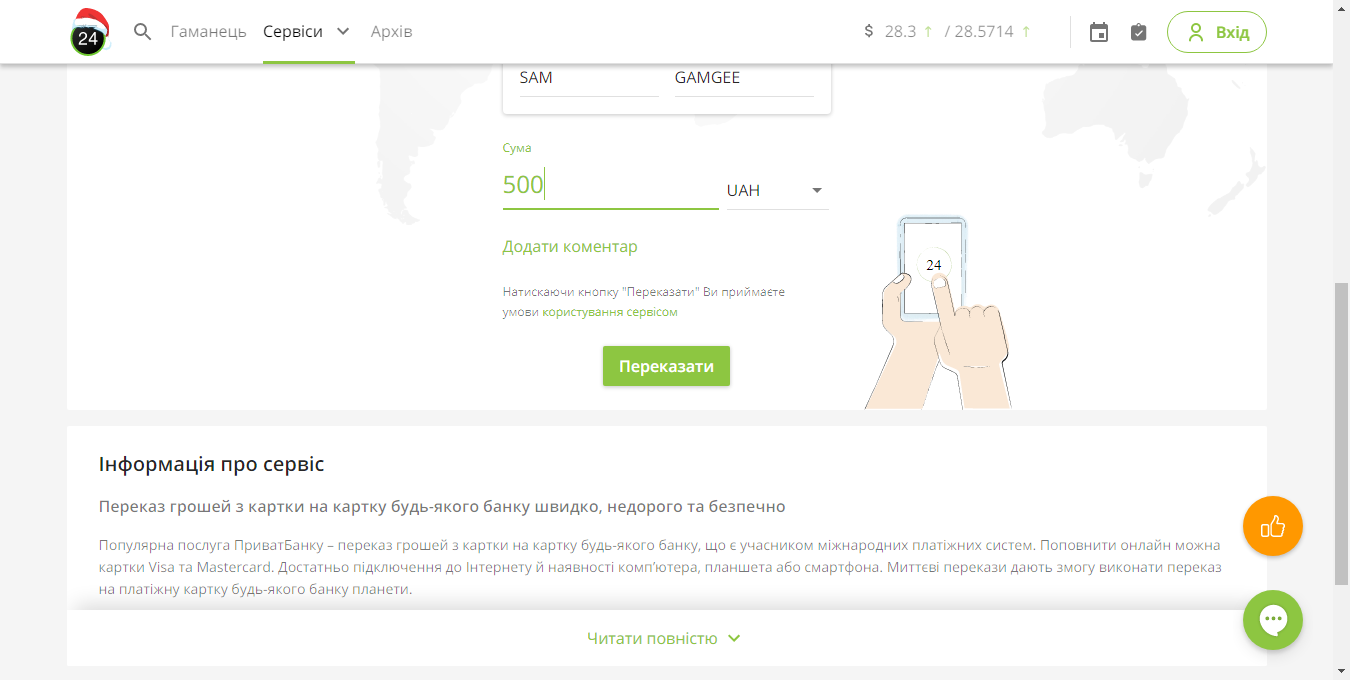 24 Гаманець Сервіси Архів $ 28.3 ↑ / 28.5714 ↑ Вхід
SAM GAMGEE
Сума
500 UAH
Додати коментар
24
Натискаючи кнопку "Переказати" Ви приймаєте
умови користування сервісом
Переказати
Інформація про сервіс
Переказ грошей з картки на картку будь-якого банку швидко, недорого та безпечно
Популярна послуга ПриватБанку – переказ грошей з картки на картку будь-якого банку, що є учасником міжнародних платіжних систем. Поповнити онлайн можна
картки Visa та Mastercard. Достатньо підключення до Інтернету й наявності комп’ютера, планшета або смартфона. Миттєві перекази дають змогу виконати переказ
на платіжну картку будь-якого банку планети.
Читати повністю